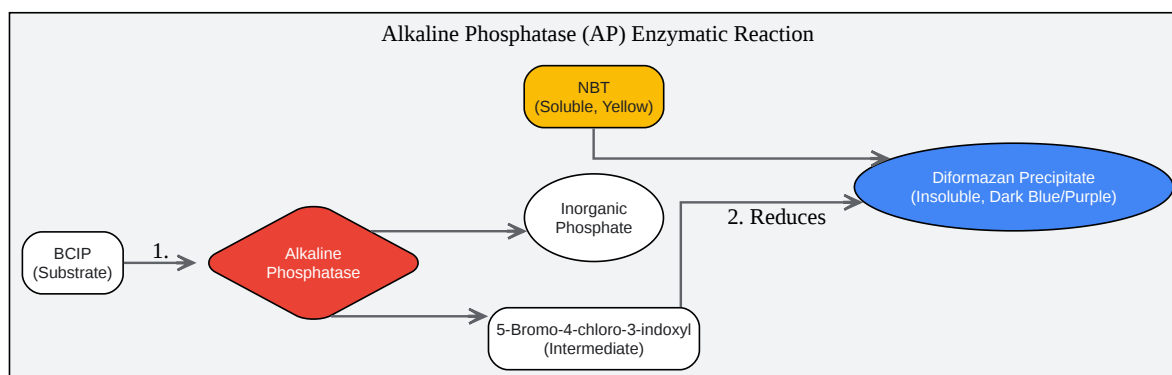 Alkaline Phosphatase (AP) Enzymatic Reaction
NBT
(Soluble, Yellow)
Diformazan Precipitate
(Insoluble, Dark Blue/Purple)
Inorganic
Phosphate
2. Reduces
BCIP
(Substrate)
1.
Alkaline
Phosphatase
5-Bromo-4-chloro-3-indoxyl
(Intermediate)